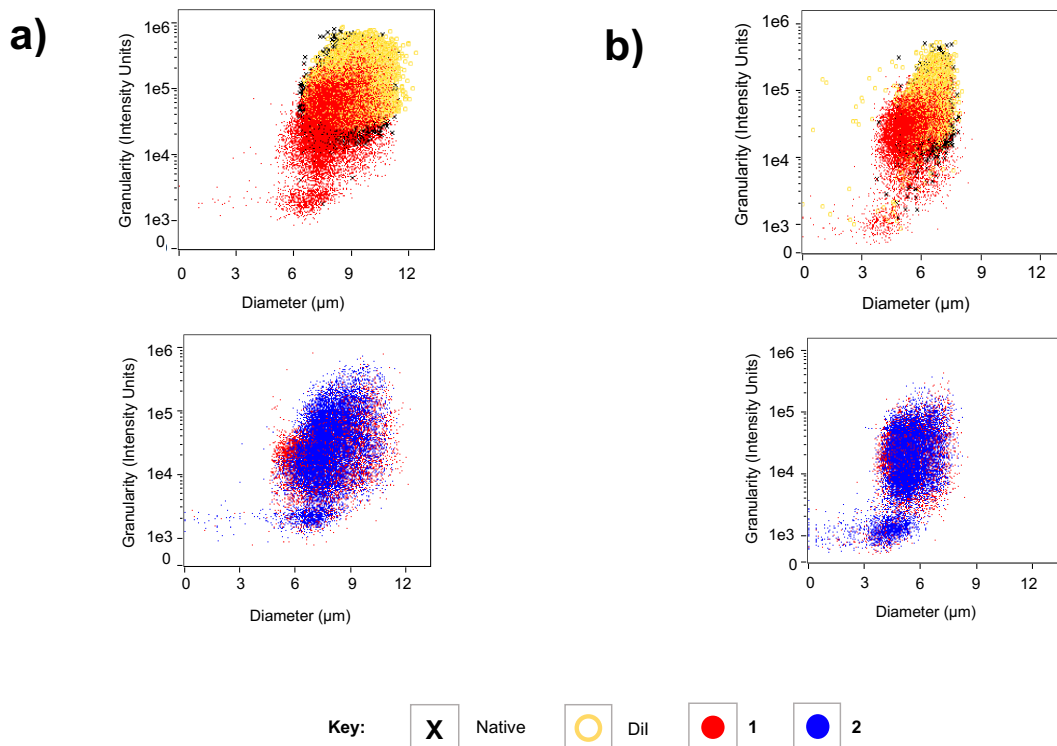 a)
1e6
1e5
1e4
1e3
0
Granularity (Intensity Units)
0 3 6 9 12
Diameter (µm)
b)
1e6
1e5
1e4
1e3
0
Granularity (Intensity Units)
0 3 6 9 12
Diameter (µm)
1e6
1e5
1e4
1e3
0
Granularity (Intensity Units)
0 3 6 9 12
Diameter (µm)
1e6
1e5
1e4
1e3
0
Granularity (Intensity Units)
0 3 6 9 12
Diameter (µm)
Key: X Native DiI 1 2